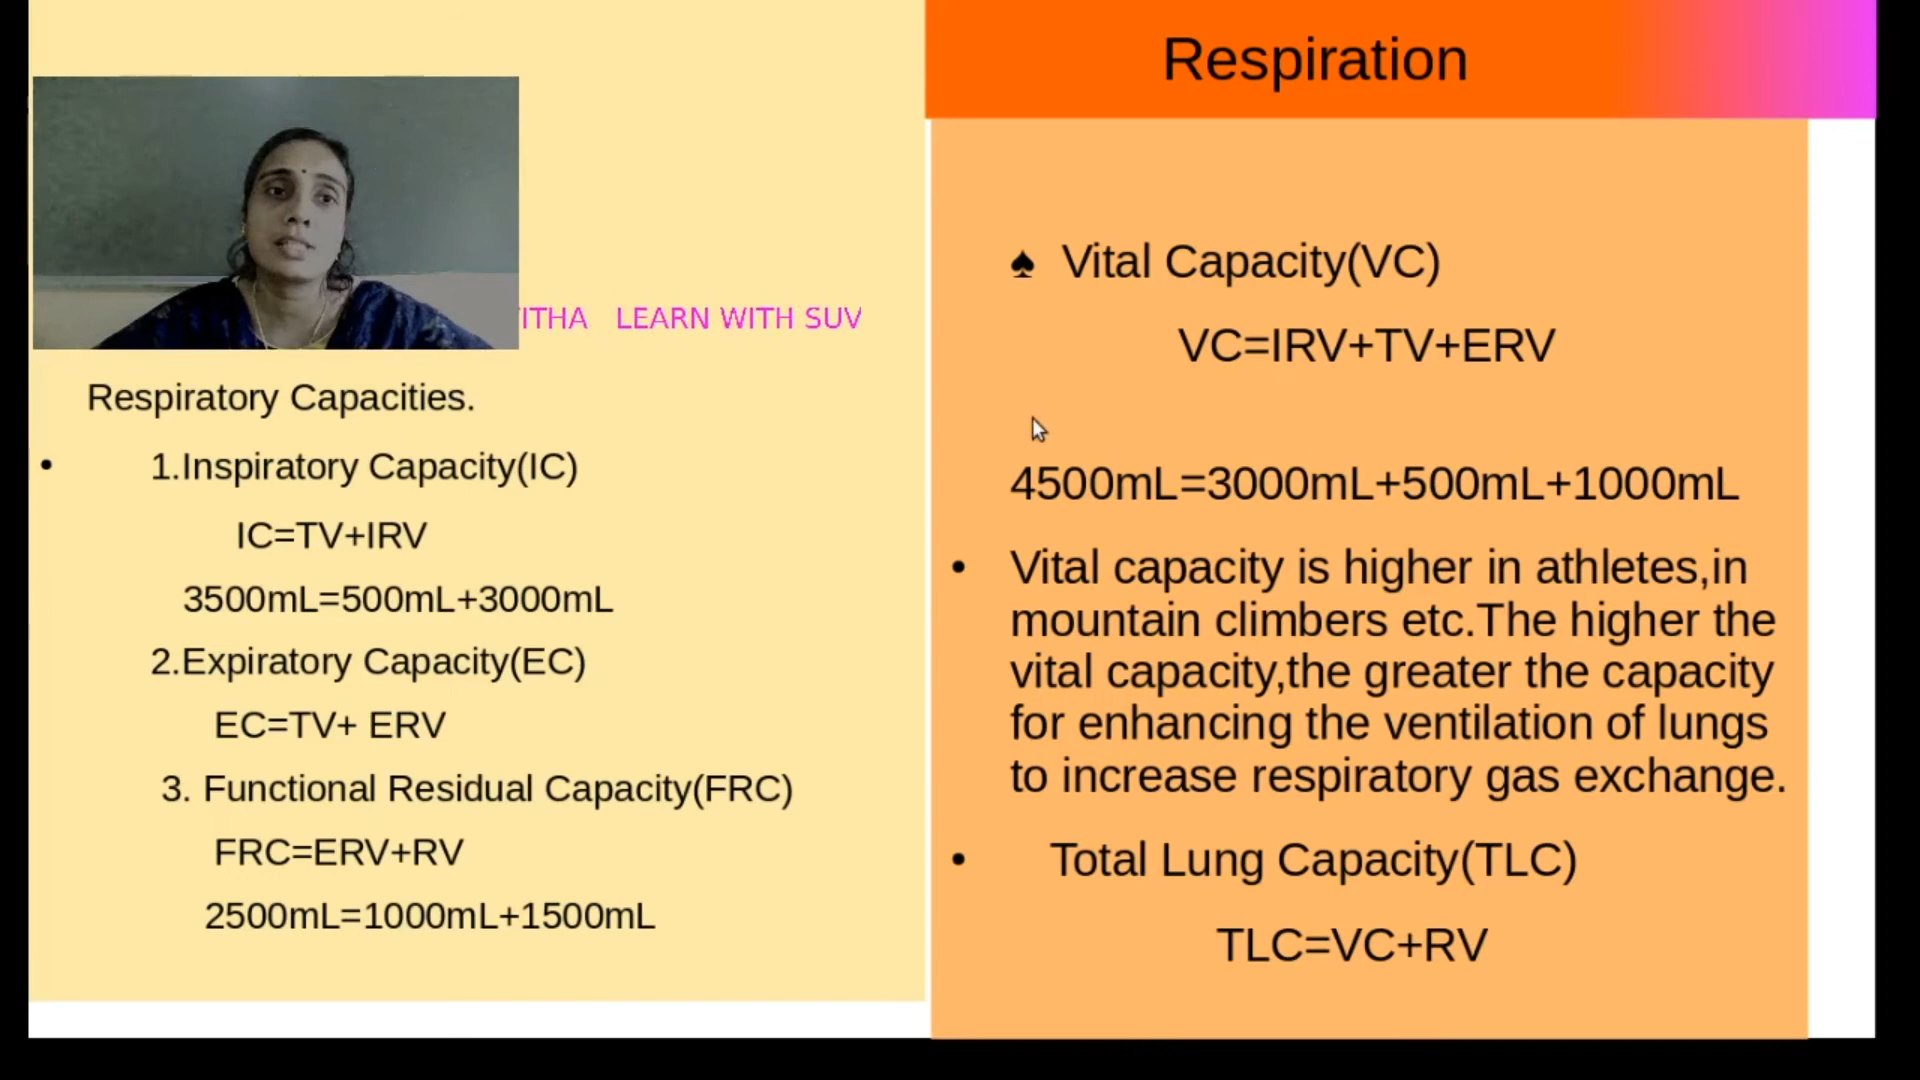 Respiration
ITHA LEARN WITH SUV
Respiratory Capacities.
• 1.Inspiratory Capacity(IC)
IC=TV+IRV
3500mL=500mL+3000mL
2.Expiratory Capacity(EC)
EC=TV+ ERV
3. Functional Residual Capacity(FRC)
FRC=ERV+RV
2500mL=1000mL+1500mL
♠ Vital Capacity(VC)
VC=IRV+TV+ERV
4500mL=3000mL+500mL+1000mL
• Vital capacity is higher in athletes,in
mountain climbers etc.The higher the
vital capacity,the greater the capacity
for enhancing the ventilation of lungs
to increase respiratory gas exchange.
• Total Lung Capacity(TLC)
TLC=VC+RV